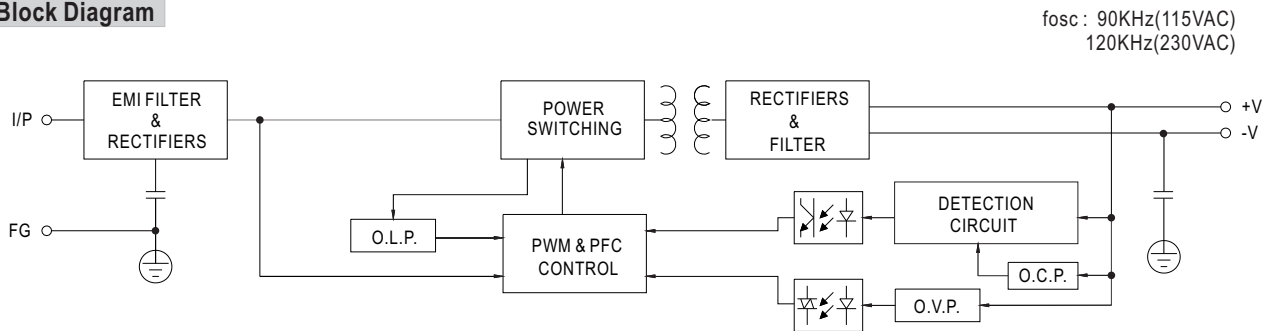 Block Diagram
fosc : 90KHz(115VAC)
120KHz(230VAC)
I/P
EMI FILTER
&
RECTIFIERS
POWER
SWITCHING
RECTIFIERS
&
FILTER
+V
-V
FG
O.L.P.
PWM & PFC
CONTROL
DETECTION
CIRCUIT
O.C.P.
O.V.P.